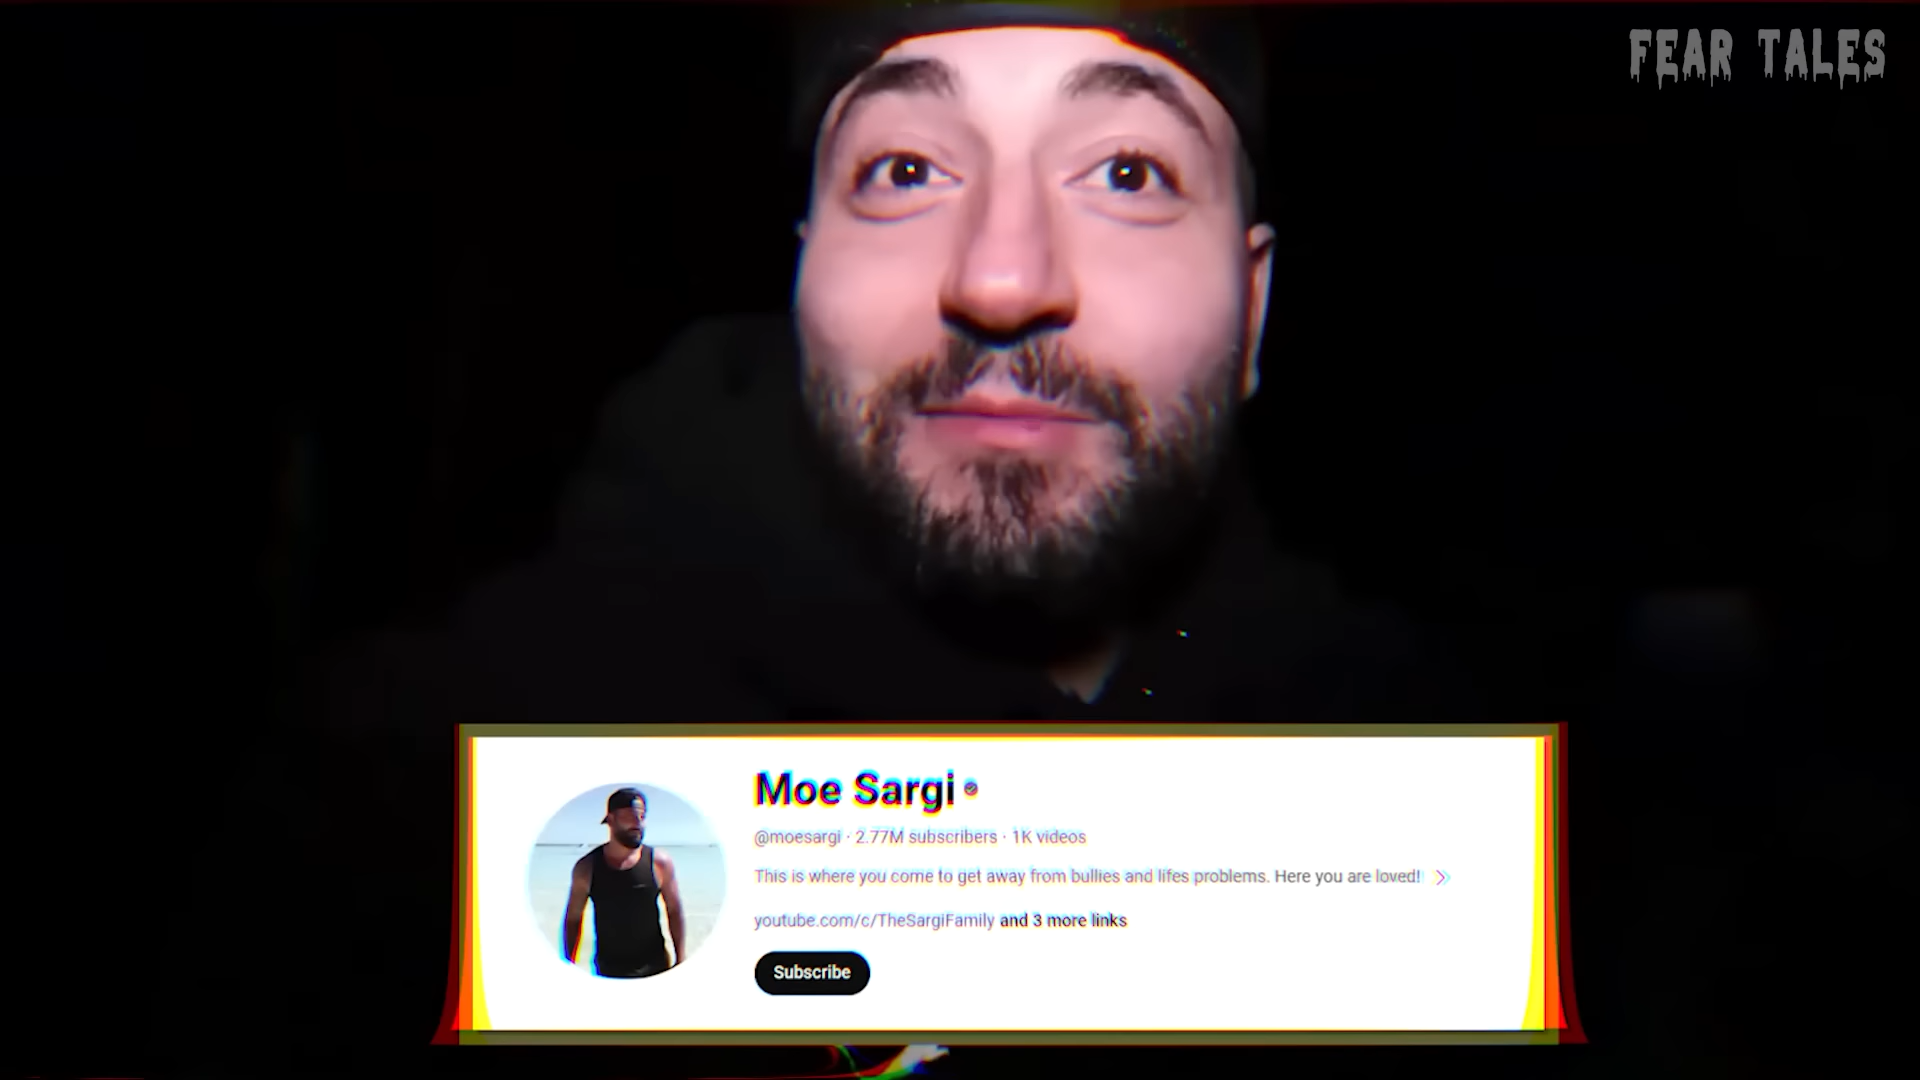 FEAR TALES
Moe Sargi
@moesargi · 2.77M subscribers · 1K videos
This is where you come to get away from bullies and lifes problems. Here you are loved!
youtube.com/c/TheSargiFamily and 3 more links
Subscribe